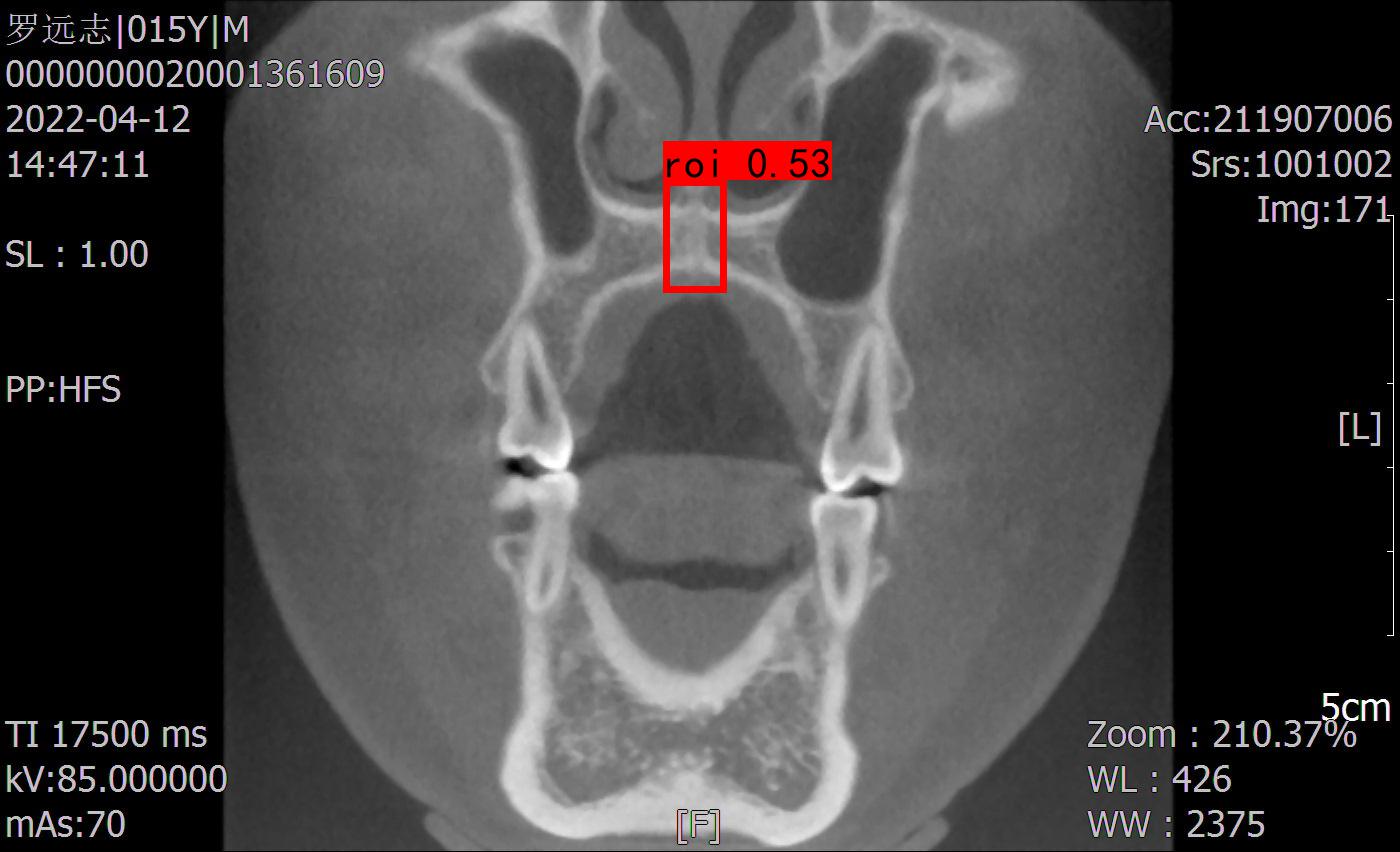 罗远志|015Y|M
0000000020001361609
2022-04-12
14:47:11
SL : 1.00
PP:HFS
TI 17500 ms
kV:85.000000
mAs:70
roi 0.53
[F]
Acc:211907006
Srs:1001002
Img:171
[L]
5cm
Zoom : 210.37%
WL : 426
WW : 2375